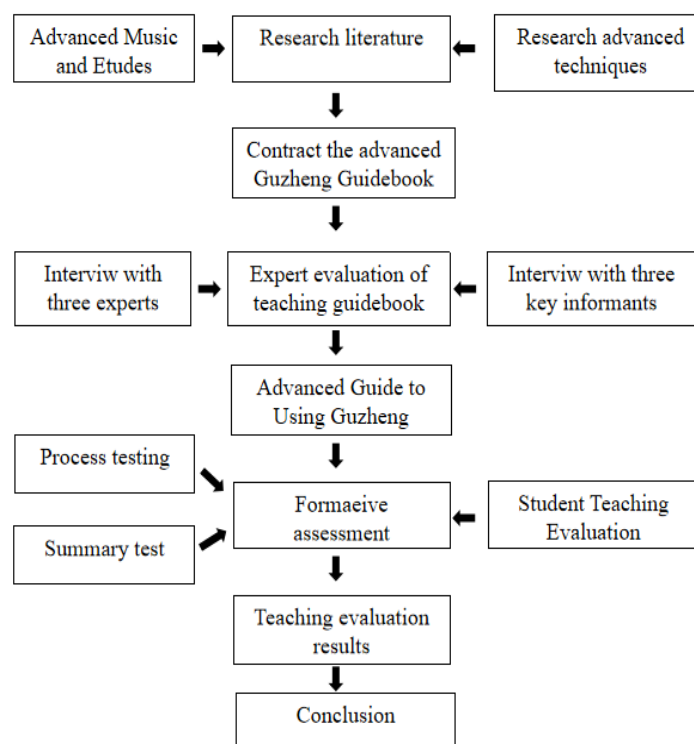 Advanced Music
and Etudes
Research literature
Research advanced
techniques
Contract the advanced
Guzheng Guidebook
Interviw with
three experts
Expert evaluation of
teaching guidebook
Interviw with three
key informants
Advanced Guide to
Using Guzheng
Process testing
Summary test
Formaeive
assessment
Student Teaching
Evaluation
Teaching evaluation
results
Conclusion